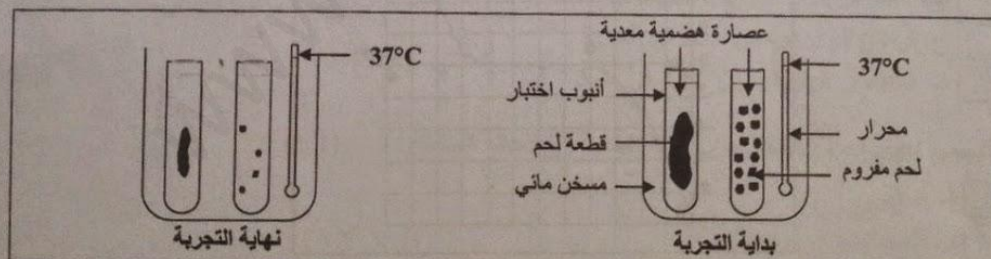 عصارة هضمية معدية
37°C
37°C
أنبوب اختبار
محرار
قطعة لحم
لحم مفروم
مسخن مائي
بداية التجربة
نهاية التجربة